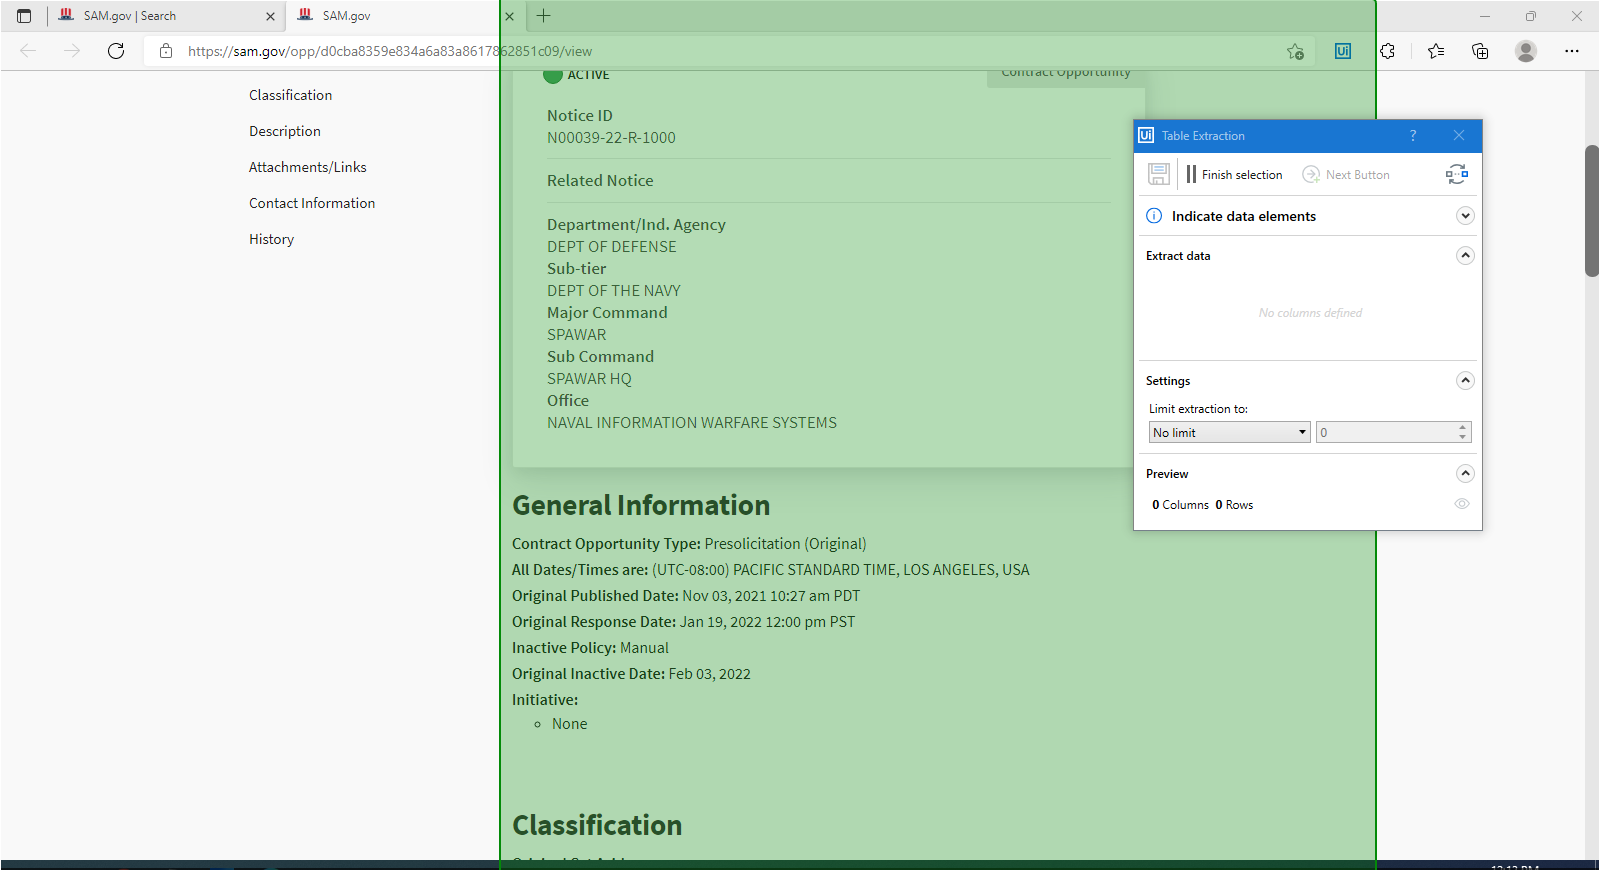 SAM.gov | Search
SAM.gov
https://sam.gov/opp/d0cba8359e834a6a83a8617862851c09/view
Classification
Description
Attachments/Links
Contact Information
History
ACTIVE
Contract Opportunity
Notice ID
N00039-22-R-1000
Related Notice
Department/Ind. Agency
DEPT OF DEFENSE
Sub-tier
DEPT OF THE NAVY
Major Command
SPAWAR
Sub Command
SPAWAR HQ
Office
NAVAL INFORMATION WARFARE SYSTEMS
General Information
Contract Opportunity Type: Presolicitation (Original)
All Dates/Times are: (UTC-08:00) PACIFIC STANDARD TIME, LOS ANGELES, USA
Original Published Date: Nov 03, 2021 10:27 am PDT
Original Response Date: Jan 19, 2022 12:00 pm PST
Inactive Policy: Manual
Original Inactive Date: Feb 03, 2022
Initiative:
None
Classification
Ui Table Extraction ?
Finish selection Next Button
Indicate data elements
Extract data
No columns defined
Settings
Limit extraction to:
No limit 0
Preview
0 Columns 0 Rows
Ui